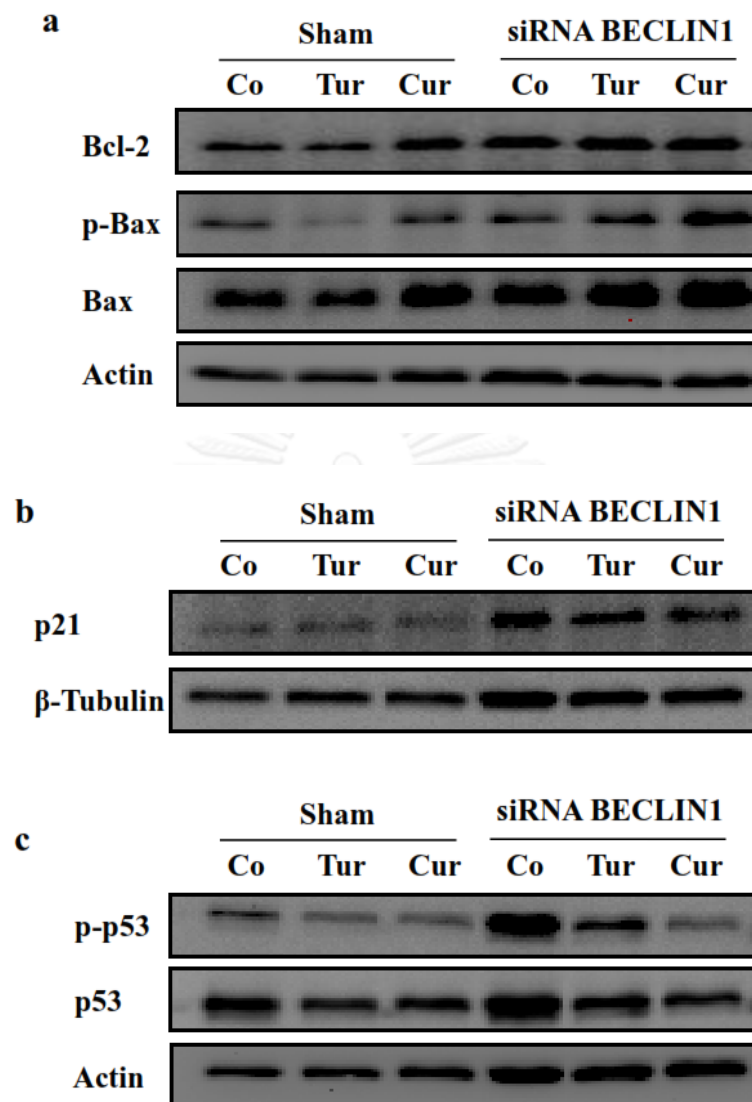 a
Sham siRNA BECLIN1
Co Tur Cur Co Tur Cur
Bcl-2
p-Bax
Bax
Actin
b
Sham siRNA BECLIN1
Co Tur Cur Co Tur Cur
p21
β-Tubulin
c
Sham siRNA BECLIN1
Co Tur Cur Co Tur Cur
p-p53
p53
Actin